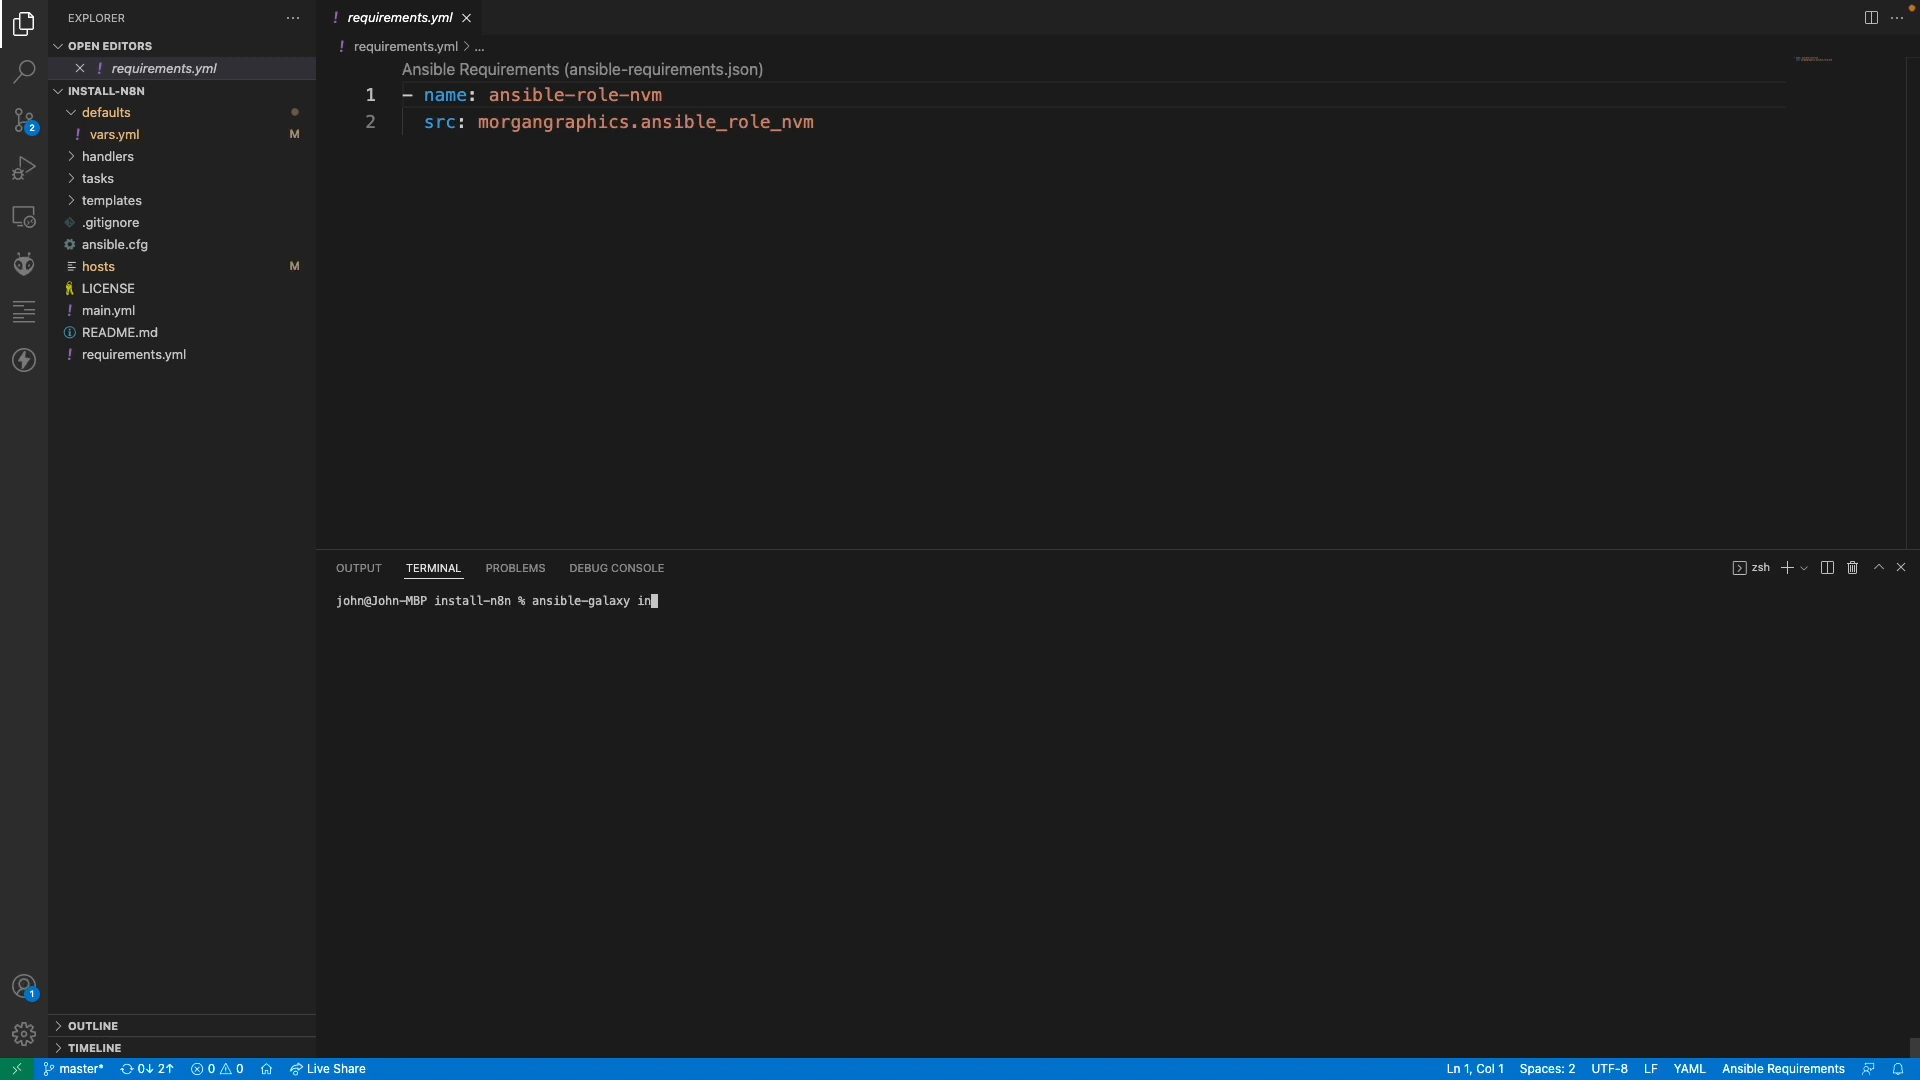 EXPLORER
OPEN EDITORS
! requirements.yml
INSTALL-N8N
defaults
! vars.yml M
handlers
tasks
templates
.gitignore
ansible.cfg
hosts M
LICENSE
! main.yml
README.md
! requirements.yml
OUTLINE
TIMELINE
2
1
! requirements.yml
! requirements.yml > ...
Ansible Requirements (ansible-requirements.json)
1 - name: ansible-role-nvm
2 src: morgangraphics.ansible_role_nvm
OUTPUT TERMINAL PROBLEMS DEBUG CONSOLE
zsh
john@John-MBP install-n8n % ansible-galaxy in
master* 0↓ 2↑ 0 0 Live Share
Ln 1, Col 1 Spaces: 2 UTF-8 LF YAML Ansible Requirements